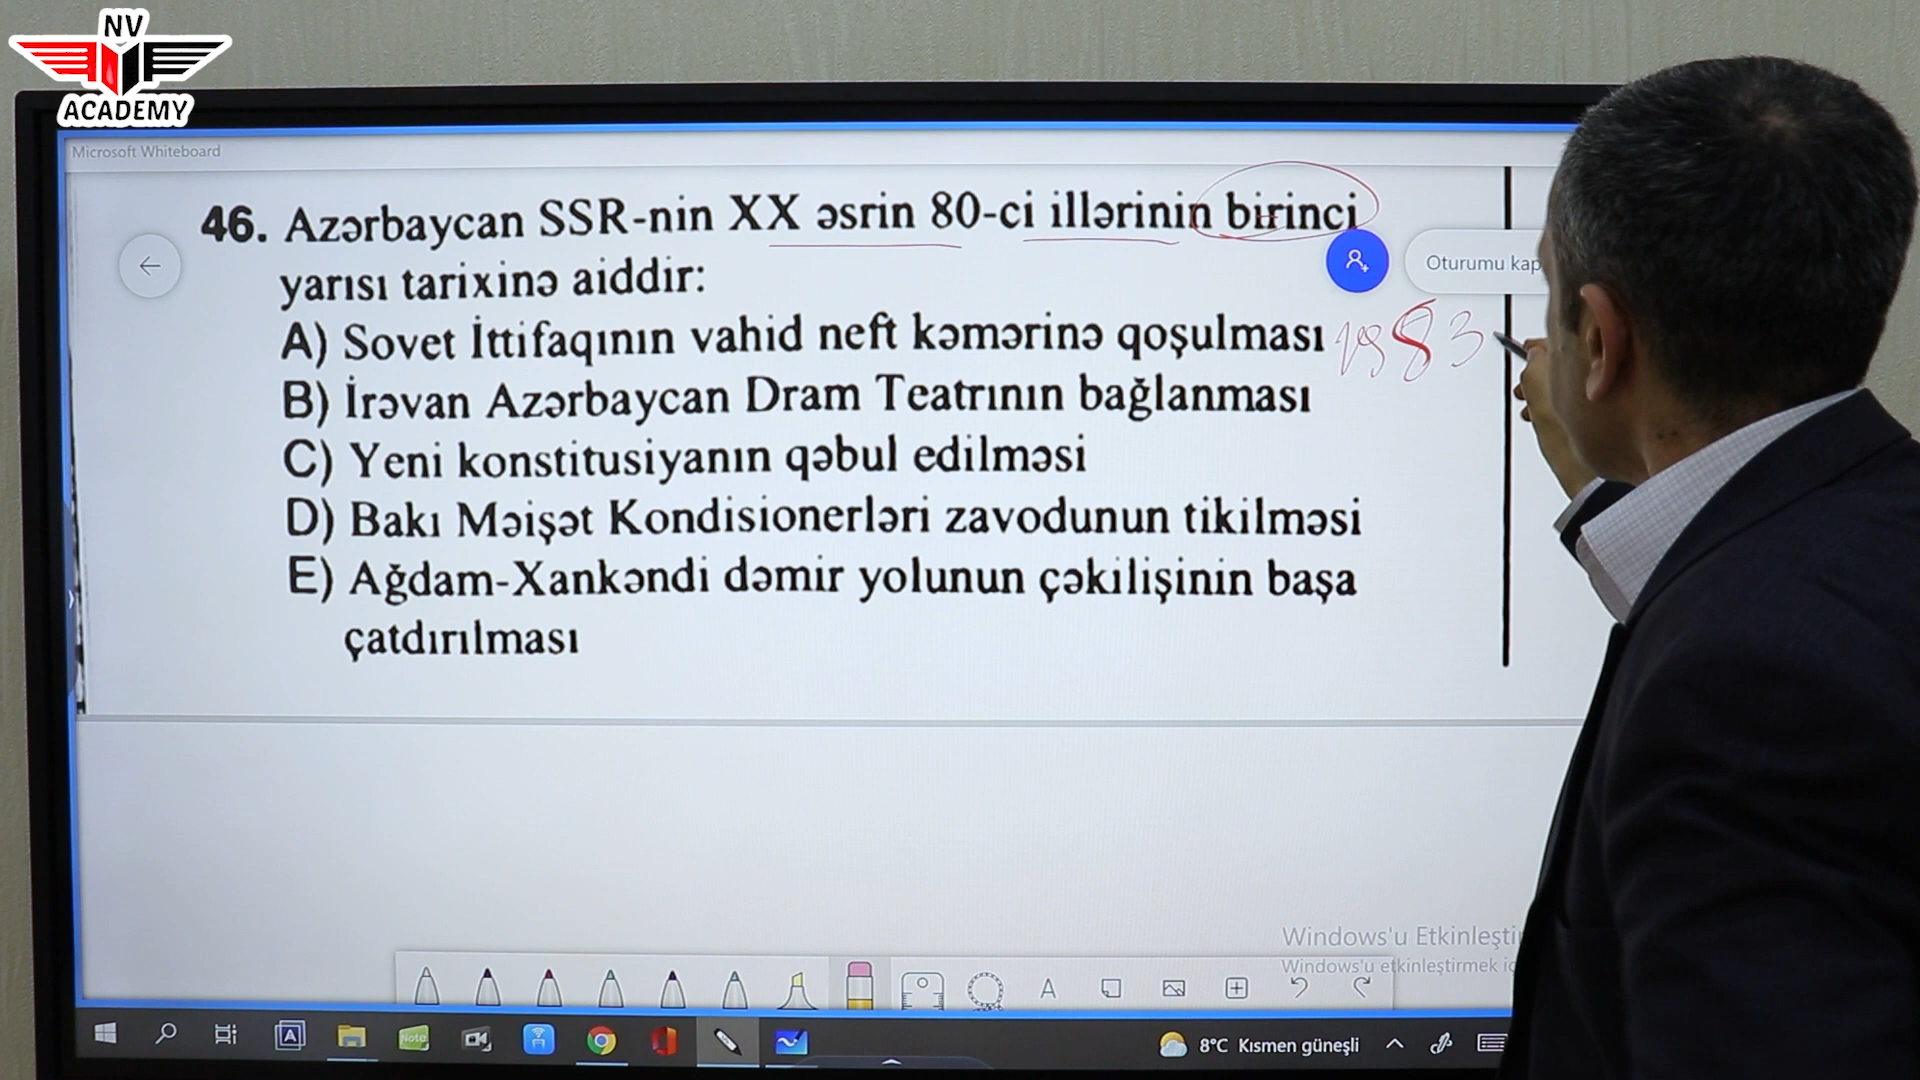 NV
ACADEMY
Microsoft Whiteboard
46. Azərbaycan SSR-nin XX əsrin 80-ci illərinin birinci
yarısı tarixinə aiddir:
Oturumu kap
A) Sovet İttifaqının vahid neft kəmərinə qoşulması 1983
B) İrəvan Azərbaycan Dram Teatrının bağlanması
C) Yeni konstitusiyanın qəbul edilməsi
D) Bakı Məişət Kondisionerləri zavodunun tikilməsi
E) Ağdam-Xankəndi dəmir yolunun çəkilişinin başa
çatdırılması
Windows'u Etkinleşti
Windows'u etkinleştirmek iç
8°C Kısmen güneşli